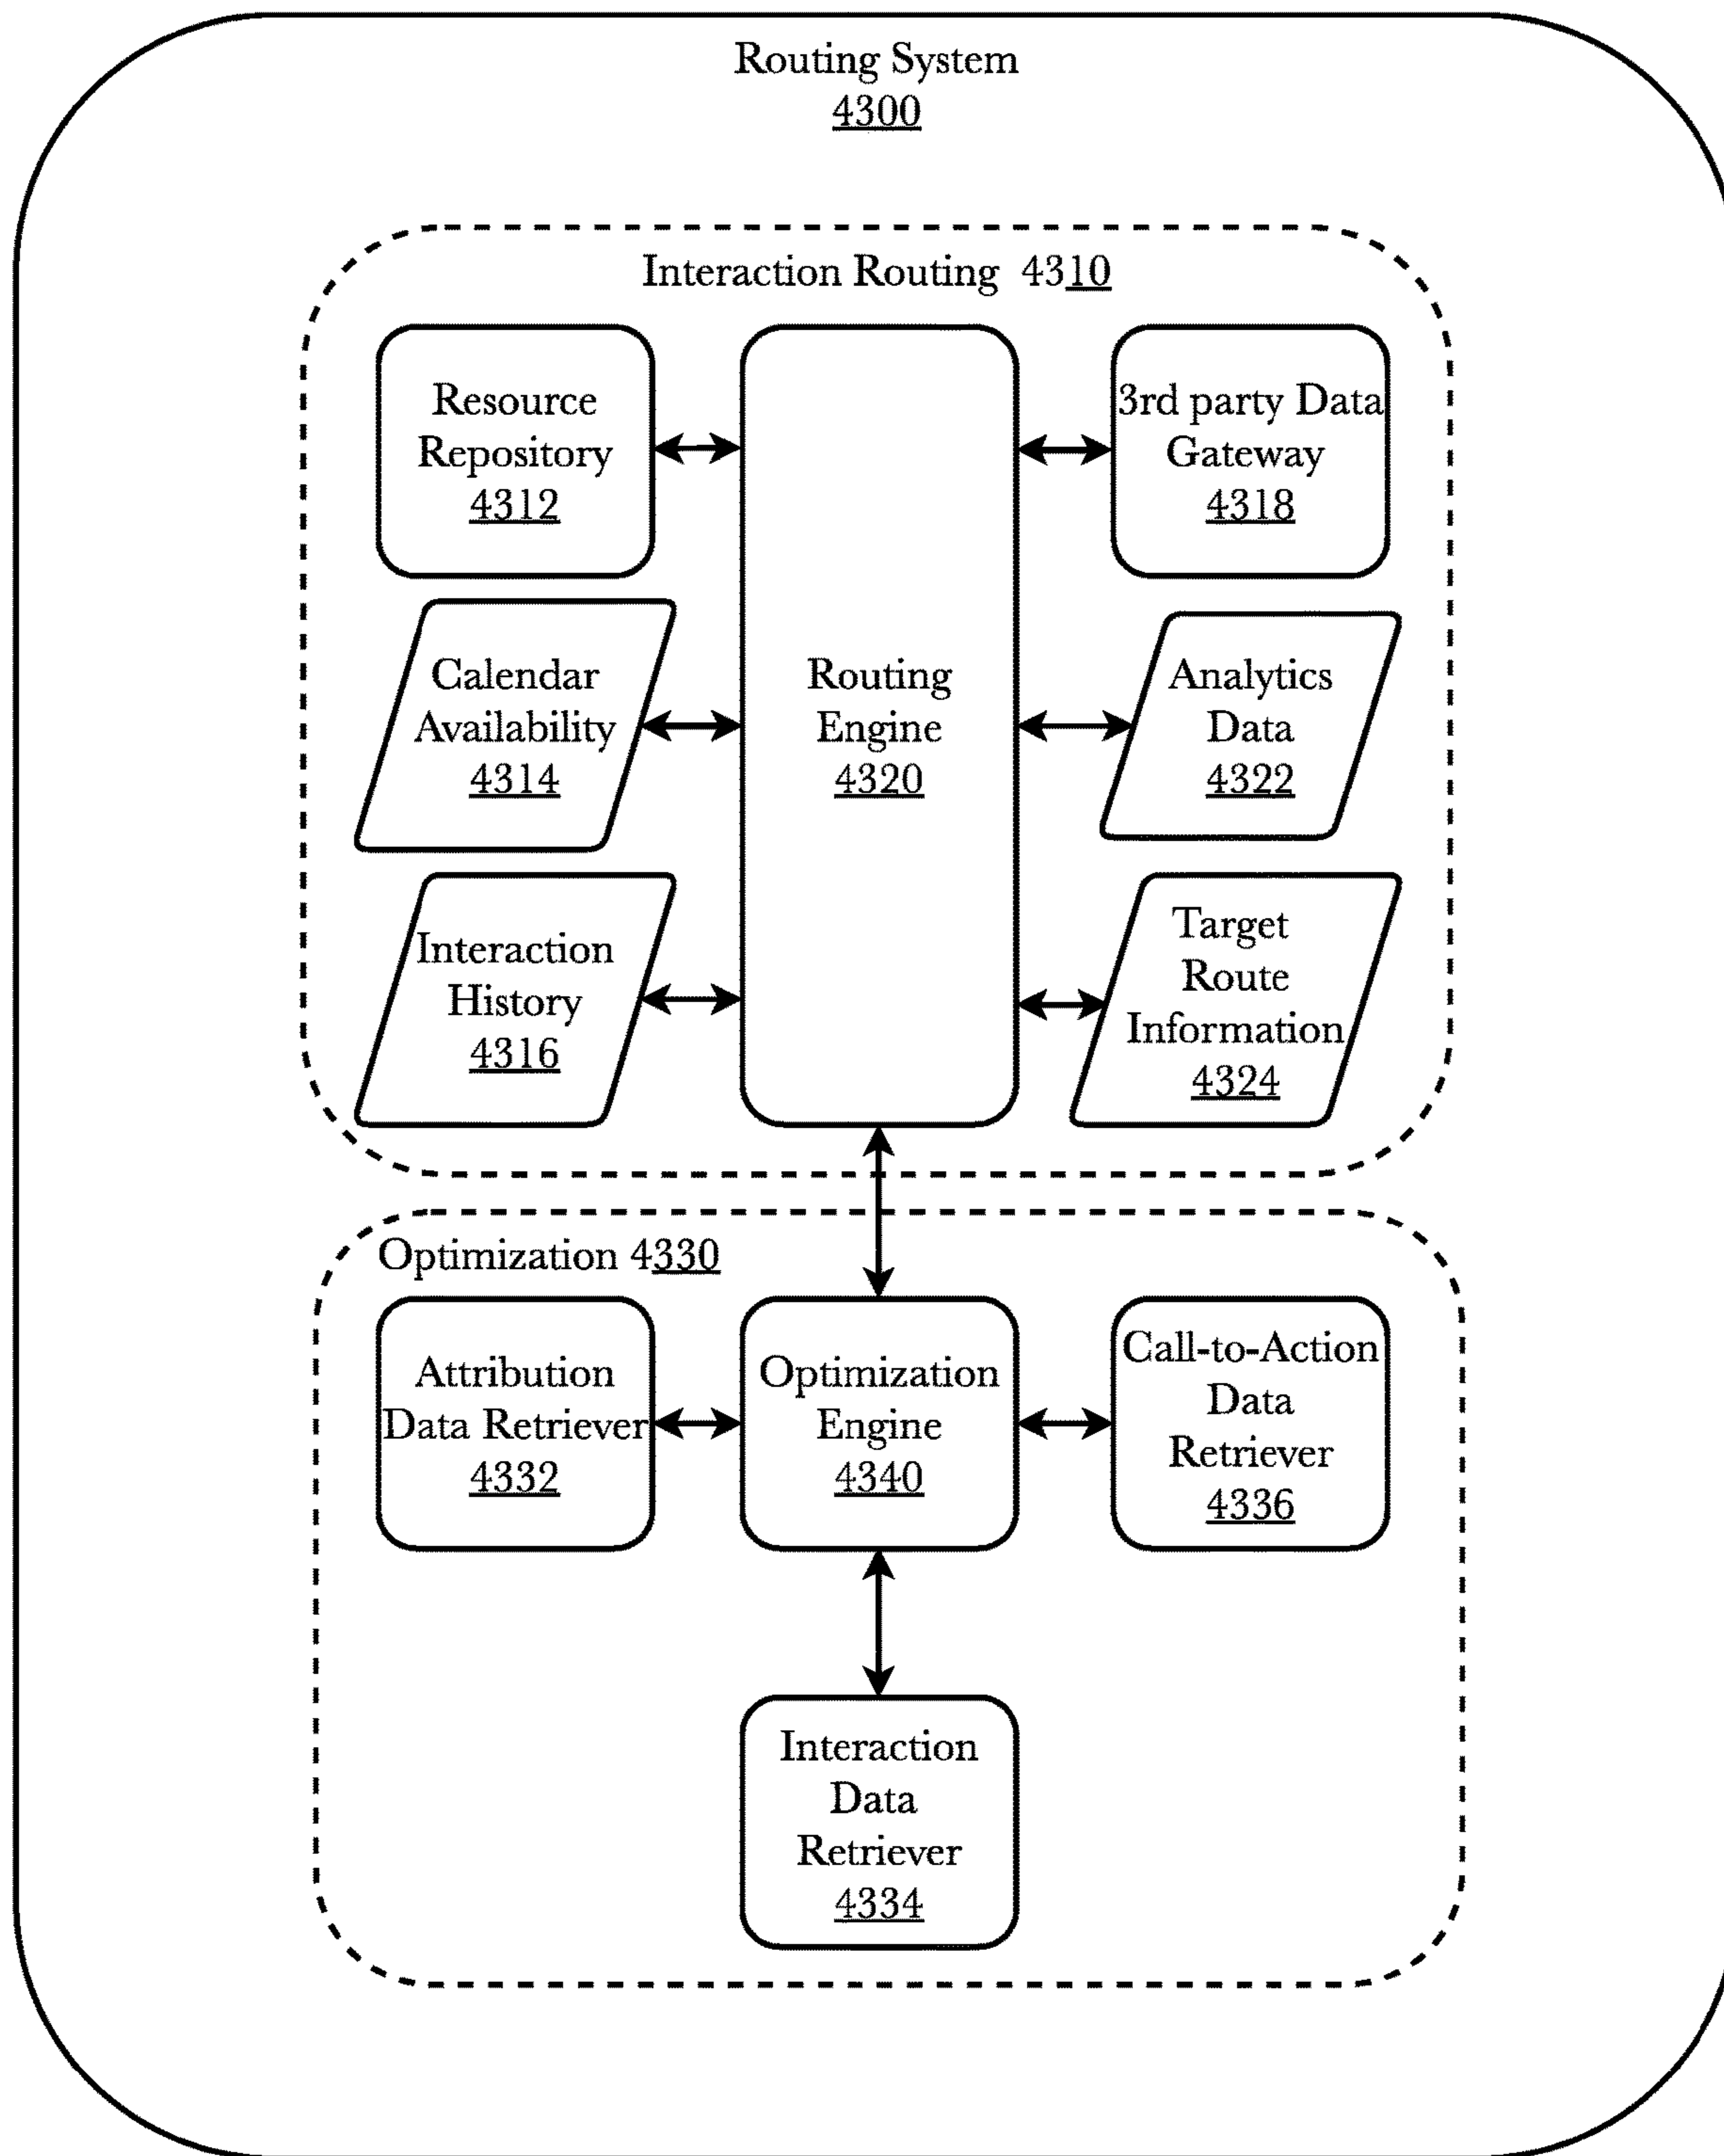 Routing System
4300
Interaction Routing 4310
Resource
Repository
4312
Routing
Engine
4320
3rd party Data
Gateway
4318
Calendar
Availability
4314
Analytics
Data
4322
Interaction
History
4316
Target
Route
Information
4324
Optimization 4330
Attribution
Data Retriever
4332
Optimization
Engine
4340
Call-to-Action
Data
Retriever
4336
Interaction
Data
Retriever
4334